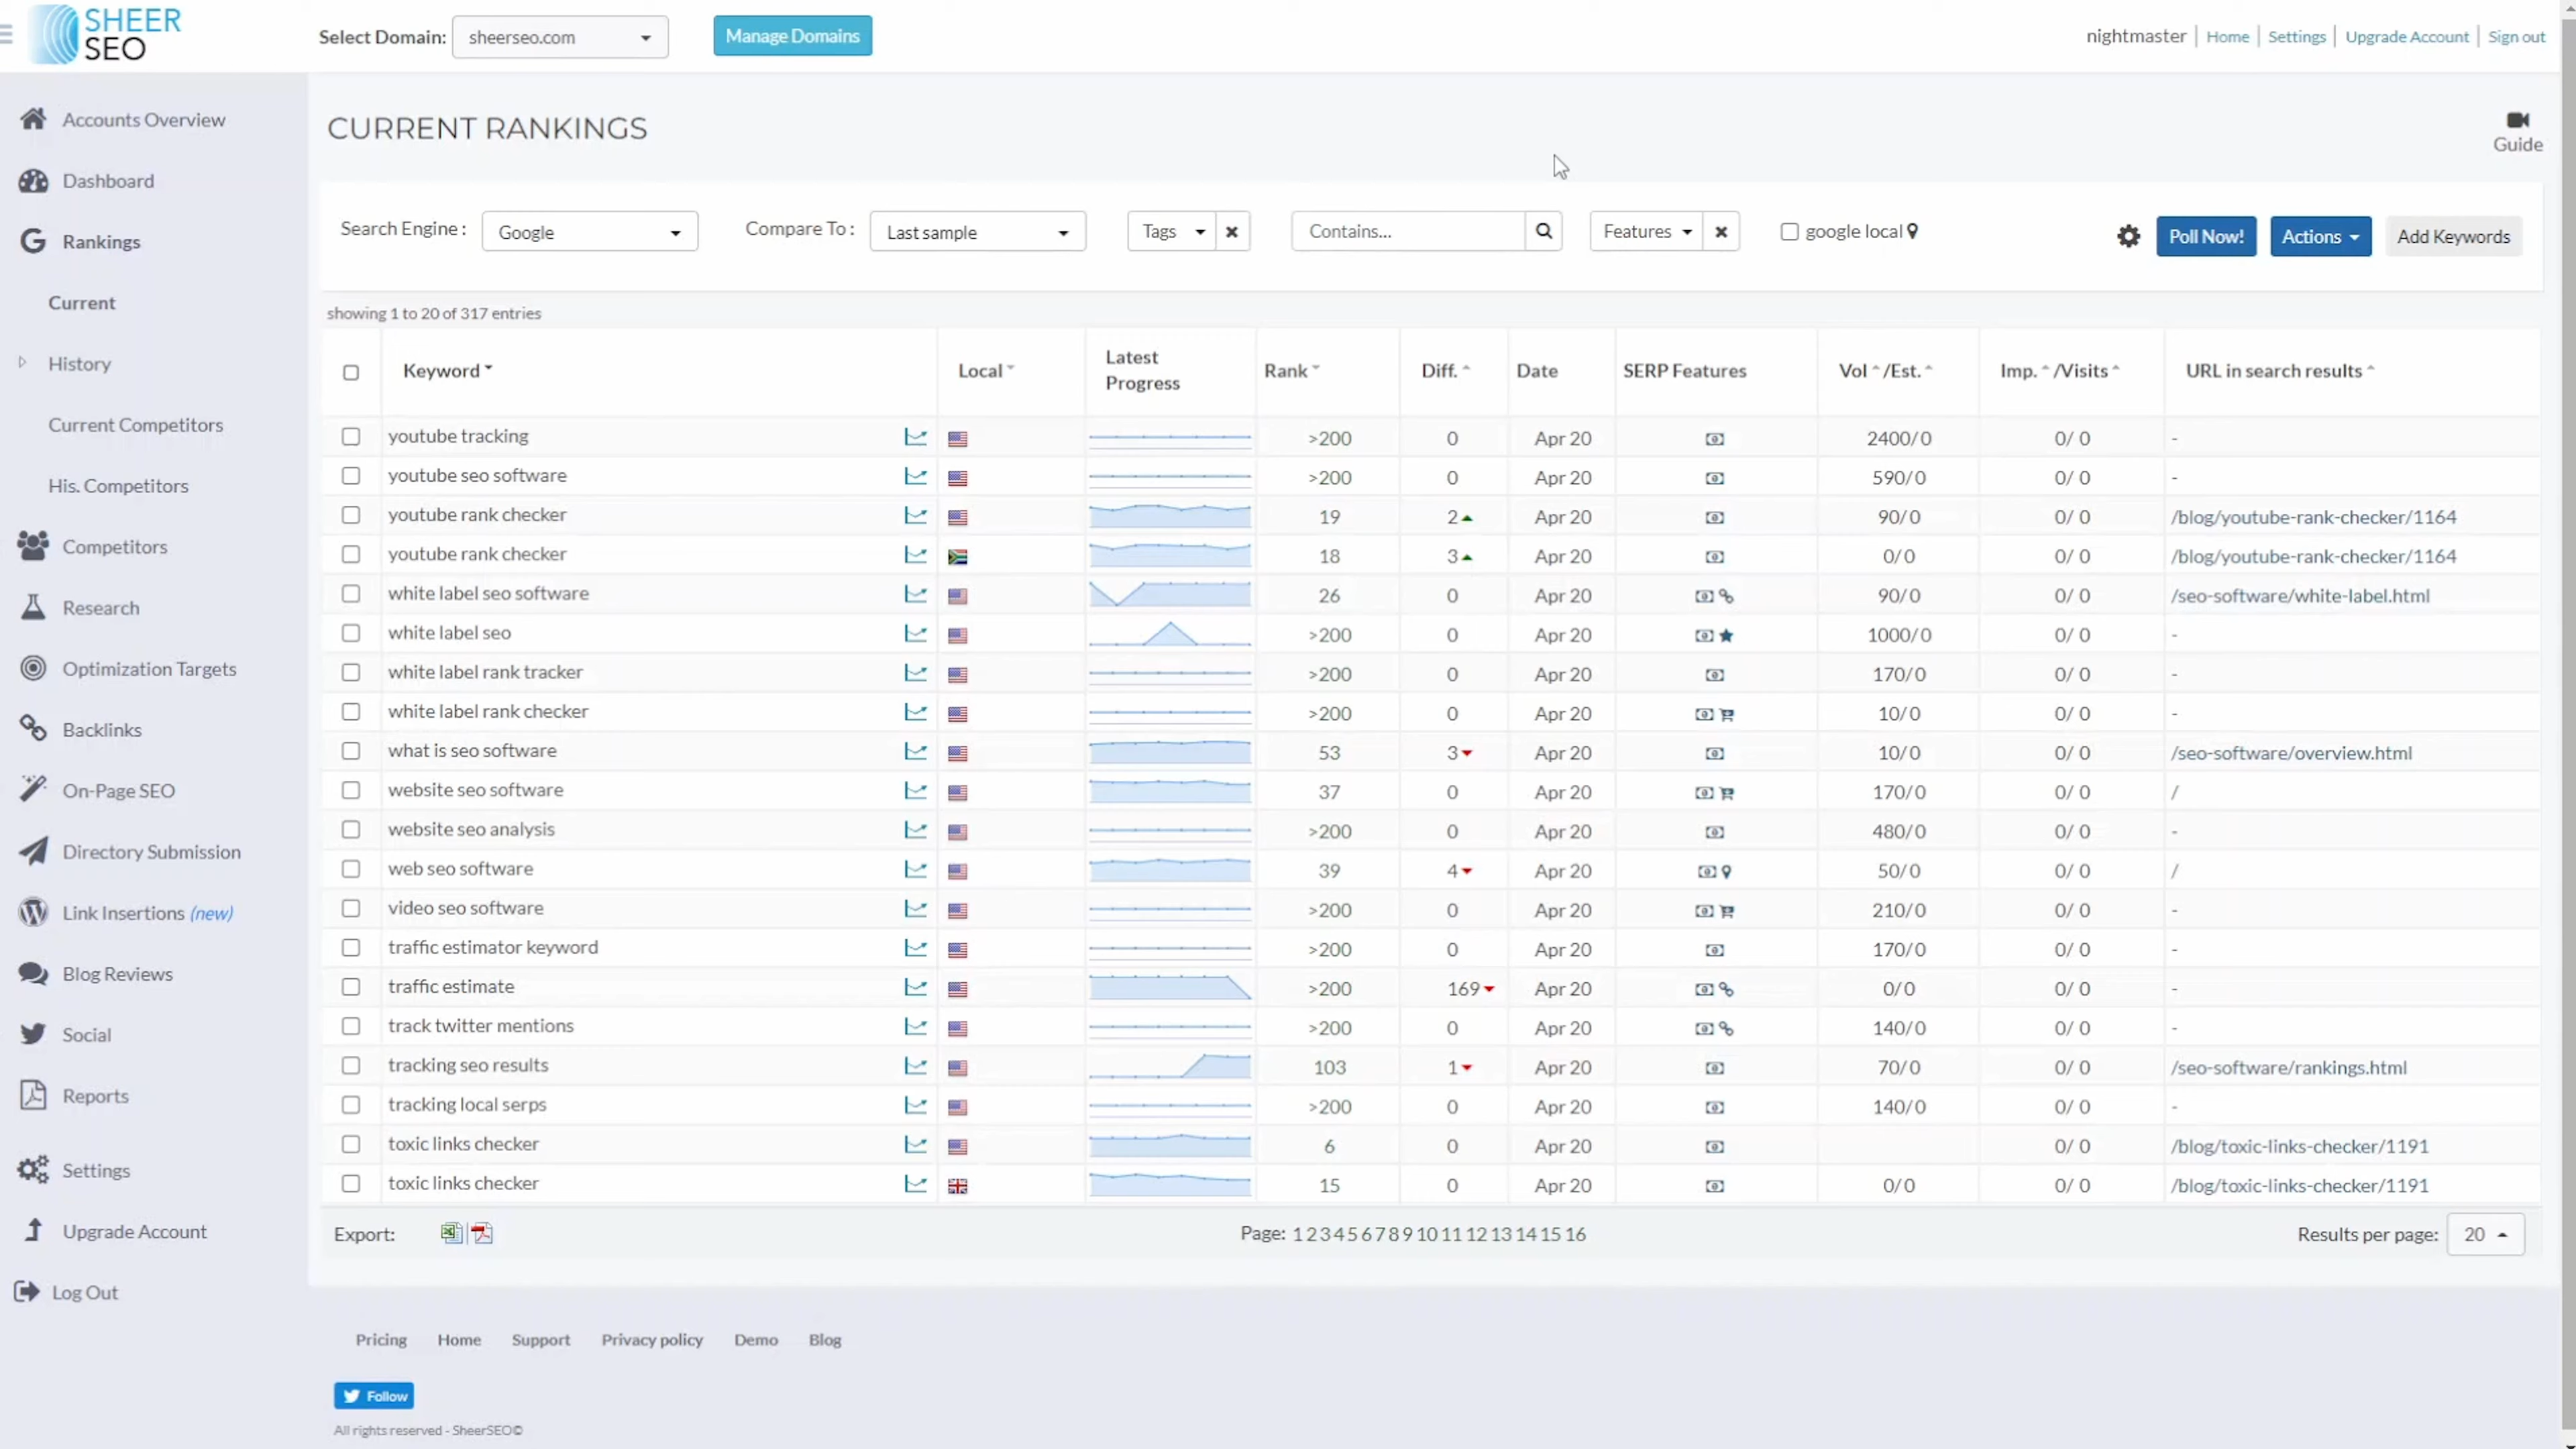 SHEER
SEO
Select Domain: sheerseo.com Manage Domains
nightmaster Home Settings Upgrade Account Sign out
Accounts Overview
Dashboard
Rankings
Current
History
Current Competitors
His. Competitors
Competitors
Research
Optimization Targets
Backlinks
On-Page SEO
Directory Submission
Link Insertions (new)
Blog Reviews
Social
Reports
Settings
Upgrade Account
Log Out
CURRENT RANKINGS
Guide
Search Engine : Google Compare To : Last sample Tags Contains... Features google local Poll Now! Actions Add Keywords
showing 1 to 20 of 317 entries
Keyword Local Latest Progress Rank Diff. Date SERP Features Vol /Est. Imp. /Visits URL in search results
youtube tracking >200 0 Apr 20 2400/0 0/ 0 -
youtube seo software >200 0 Apr 20 590/0 0/ 0 -
youtube rank checker 19 2 Apr 20 90/0 0/ 0 /blog/youtube-rank-checker/1164
youtube rank checker 18 3 Apr 20 0/0 0/ 0 /blog/youtube-rank-checker/1164
white label seo software 26 0 Apr 20 90/0 0/ 0 /seo-software/white-label.html
white label seo >200 0 Apr 20 1000/0 0/ 0 -
white label rank tracker >200 0 Apr 20 170/0 0/ 0 -
white label rank checker >200 0 Apr 20 10/0 0/ 0 -
what is seo software 53 3 Apr 20 10/0 0/ 0 /seo-software/overview.html
website seo software 37 0 Apr 20 170/0 0/ 0 /
website seo analysis >200 0 Apr 20 480/0 0/ 0 -
web seo software 39 4 Apr 20 50/0 0/ 0 /
video seo software >200 0 Apr 20 210/0 0/ 0 -
traffic estimator keyword >200 0 Apr 20 170/0 0/ 0 -
traffic estimate >200 169 Apr 20 0/0 0/ 0 -
track twitter mentions >200 0 Apr 20 140/0 0/ 0 -
tracking seo results 103 1 Apr 20 70/0 0/ 0 /seo-software/rankings.html
tracking local serps >200 0 Apr 20 140/0 0/ 0 -
toxic links checker 6 0 Apr 20 0/ 0 /blog/toxic-links-checker/1191
toxic links checker 15 0 Apr 20 0/0 0/ 0 /blog/toxic-links-checker/1191
Export: Page: 1 2 3 4 5 6 7 8 9 10 11 12 13 14 15 16 Results per page: 20
Pricing Home Support Privacy policy Demo Blog
Follow
All rights reserved - SheerSEO©